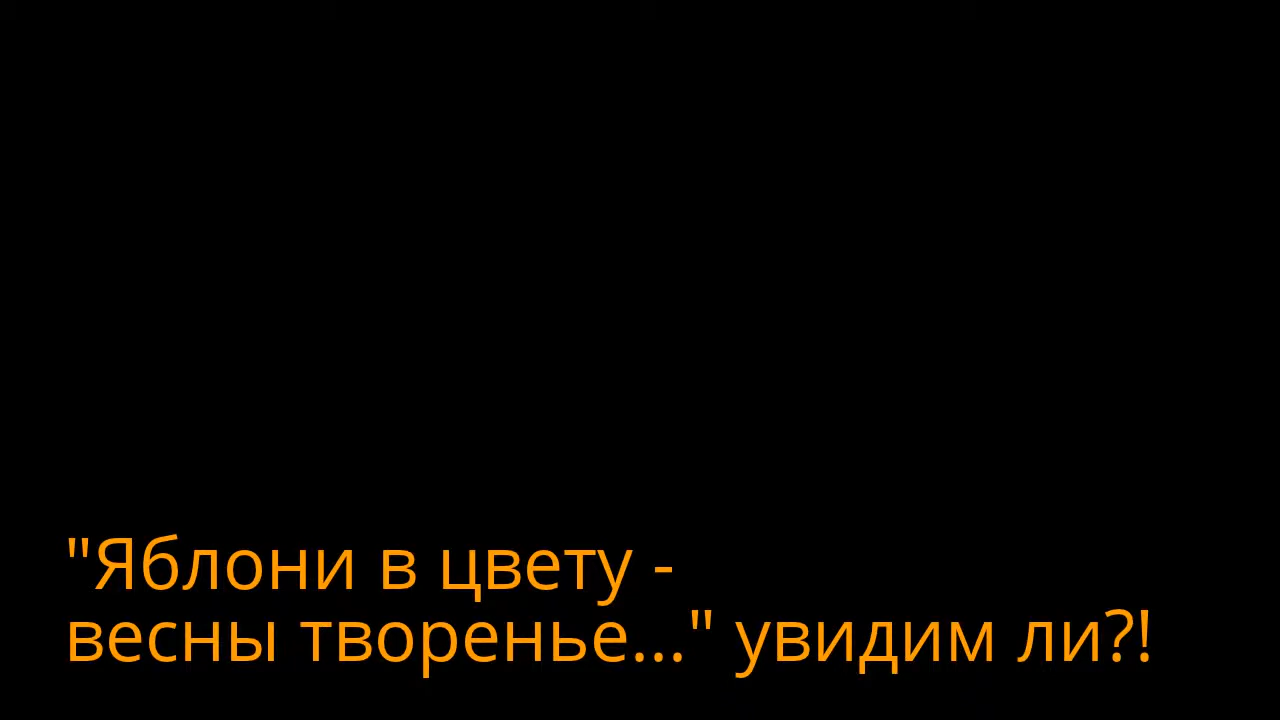 "Яблони в цвету -
весны творенье..." увидим ли?!